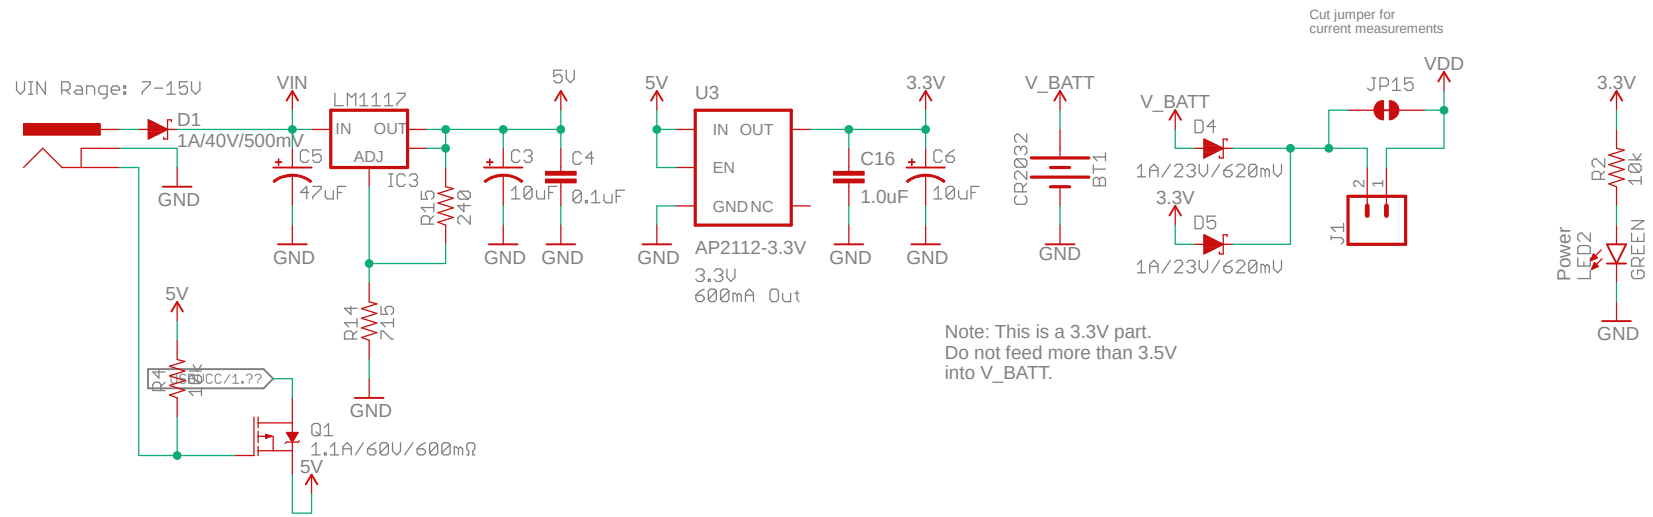 Cut jumper for
current measurements
VIN Range: 7-15V
D1
1A/40V/500mV
GND
VIN
C5
47uF
GND
LM1117
IN OUT
ADJ
IC3
R15
240
R14
715
GND
C3
10uF
GND
5V
C4
0.1uF
GND
5V
R4
Q1
1.1A/60V/600mΩ
5V
5V
U3
IN OUT
EN
GND NC
AP2112-3.3V
3.3V
600mA Out
GND
3.3V
C16
1.0uF
GND
C6
10uF
GND
V_BATT
CR2032
BT1
GND
Note: This is a 3.3V part.
Do not feed more than 3.5V
into V_BATT.
V_BATT
D4
1A/23V/620mV
3.3V
D5
1A/23V/620mV
VDD
JP15
2
1
J1
3.3V
R2
10k
Power
LED2
GREEN
GND